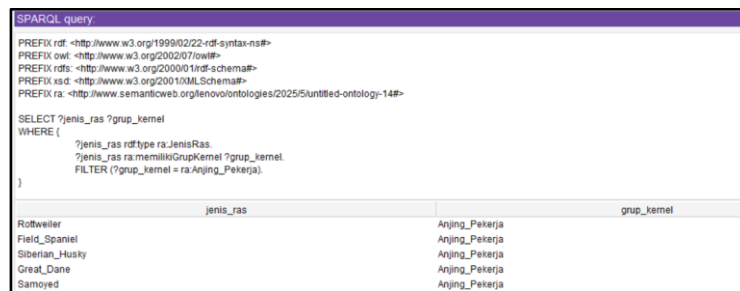 SPARQL query:
PREFIX rdf: <http://www.w3.org/1999/02/22-rdf-syntax-ns#>
PREFIX owl: <http://www.w3.org/2002/07/owl#>
PREFIX rdfs: <http://www.w3.org/2000/01/rdf-schema#>
PREFIX xsd: <http://www.w3.org/2001/XMLSchema#>
PREFIX ra: <http://www.semanticweb.org/lenovo/ontologies/2025/5/untitled-ontology-14#>
SELECT ?jenis_ras ?grup_kernel
WHERE {
?jenis_ras rdf:type ra:JenisRas.
?jenis_ras ra:memilikiGrupKernel ?grup_kernel.
FILTER (?grup_kernel = ra:Anjing_Pekerja).
}
jenis_ras grup_kernel
Rottweiler Anjing_Pekerja
Field_Spaniel Anjing_Pekerja
Siberian_Husky Anjing_Pekerja
Great_Dane Anjing_Pekerja
Samoyed Anjing_Pekerja